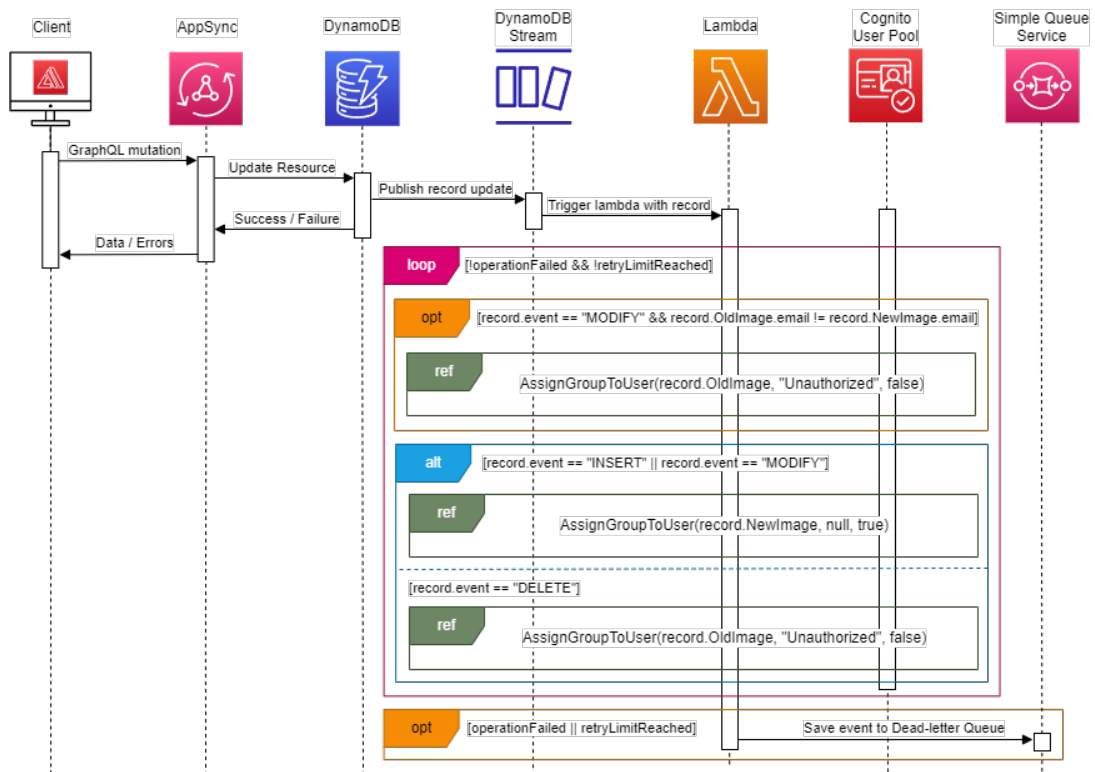 Client
AppSync
DynamoDB
DynamoDB
Stream
Lambda
Cognito
User Pool
Simple Queue
Service
GraphQL mutation
Update Resource
Publish record update
Trigger lambda with record
Success / Failure
Data / Errors
loop
[!operationFailed && !retryLimitReached]
opt
[record.event == "MODIFY" && record.OldImage.email != record.NewImage.email]
ref
AssignGroupToUser(record.OldImage, "Unauthorized", false)
alt
[record.event == "INSERT" || record.event == "MODIFY"]
ref
AssignGroupToUser(record.NewImage, null, true)
[record.event == "DELETE"]
ref
AssignGroupToUser(record.OldImage, "Unauthorized", false)
opt
[operationFailed || retryLimitReached]
Save event to Dead-letter Queue